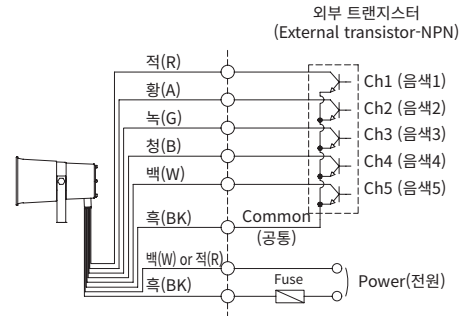 외부 트랜지스터
(External transistor-NPN)
적(R)
Ch1 (음색1)
황(A)
Ch2 (음색2)
녹(G)
Ch3 (음색3)
청(B)
Ch4 (음색4)
백(W)
Ch5 (음색5)
흑(BK)
Common
(공통)
백(W) or 적(R)
Fuse
Power(전원)
흑(BK)